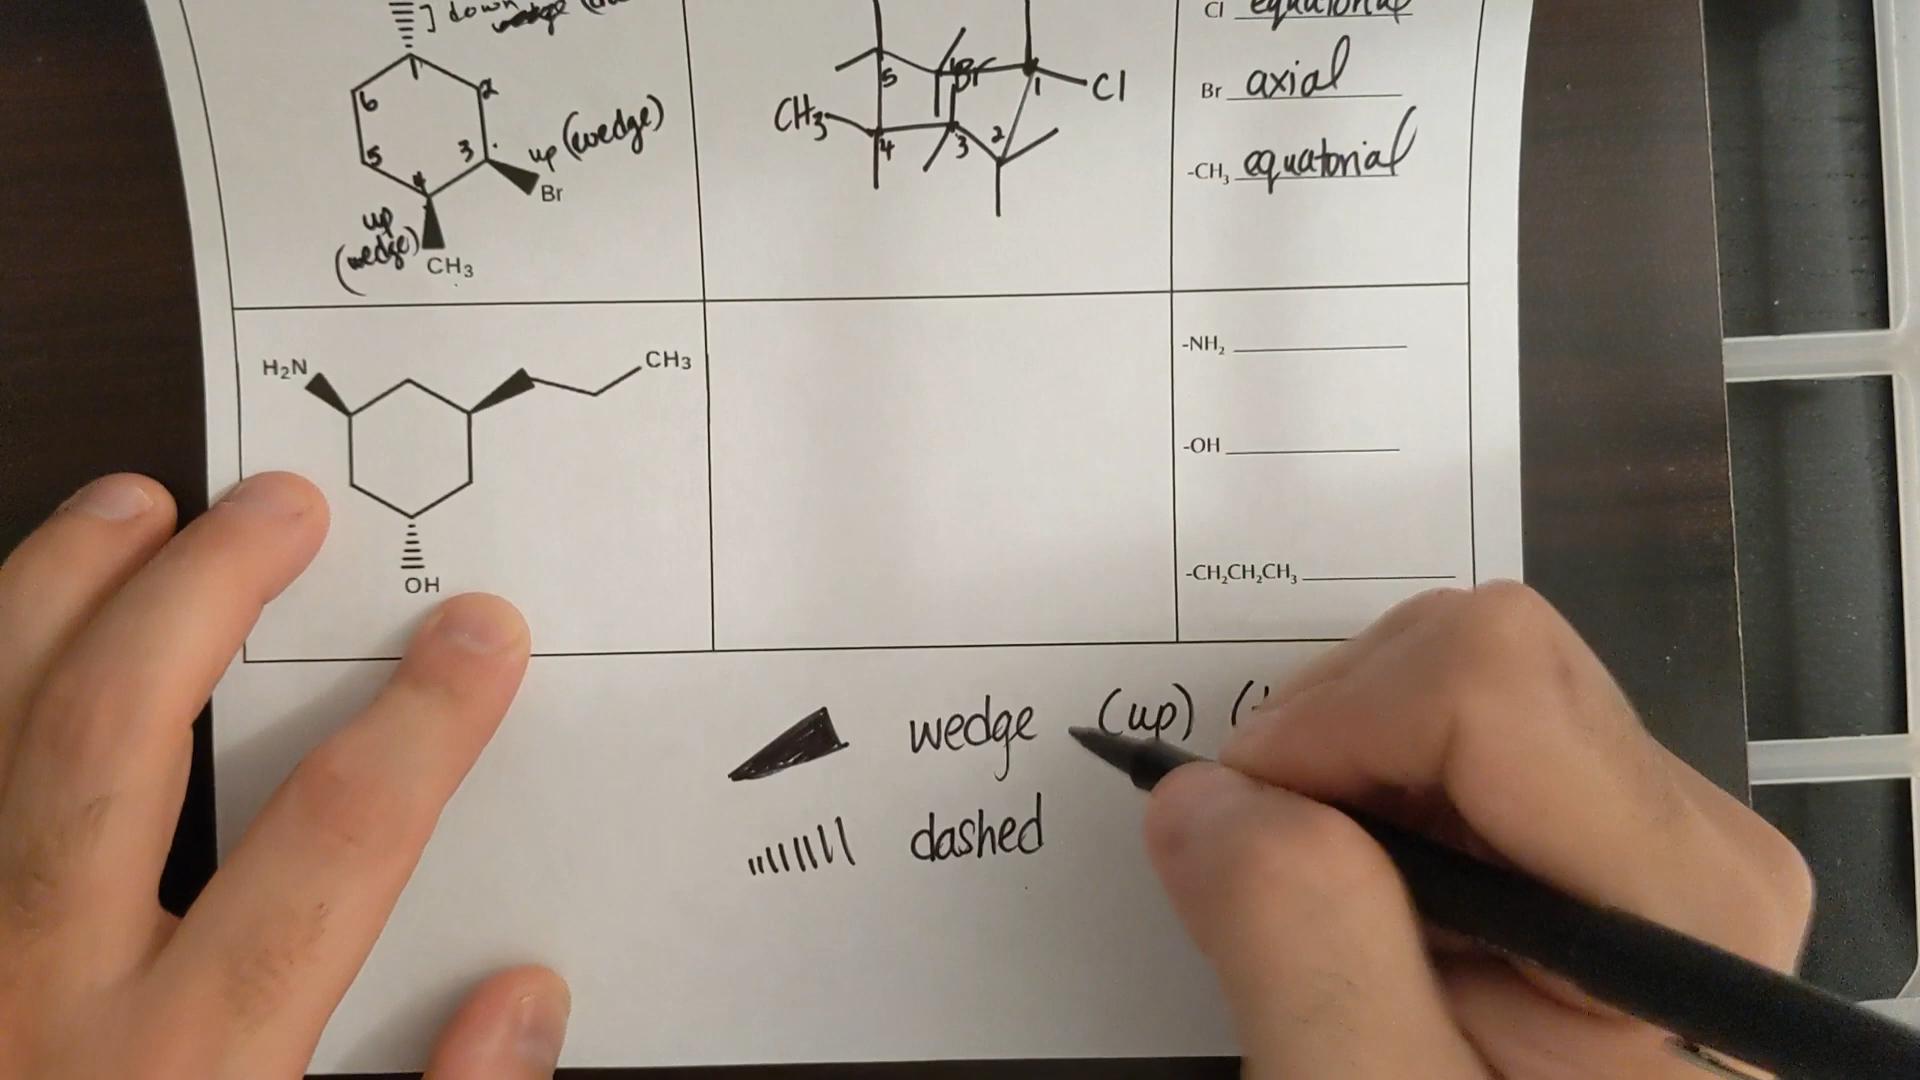 ] down
1
2
6
5
3
4
up (wedge)
Br
up
(wedge)
CH₃
5
Br
1
Cl
CH₃
4
3
2
Cl equatorial
Br axial
-CH₃ equatorial
H₂N
CH₃
OH
-NH₂
-OH
-CH₂CH₂CH₃
wedge (up)
dashed